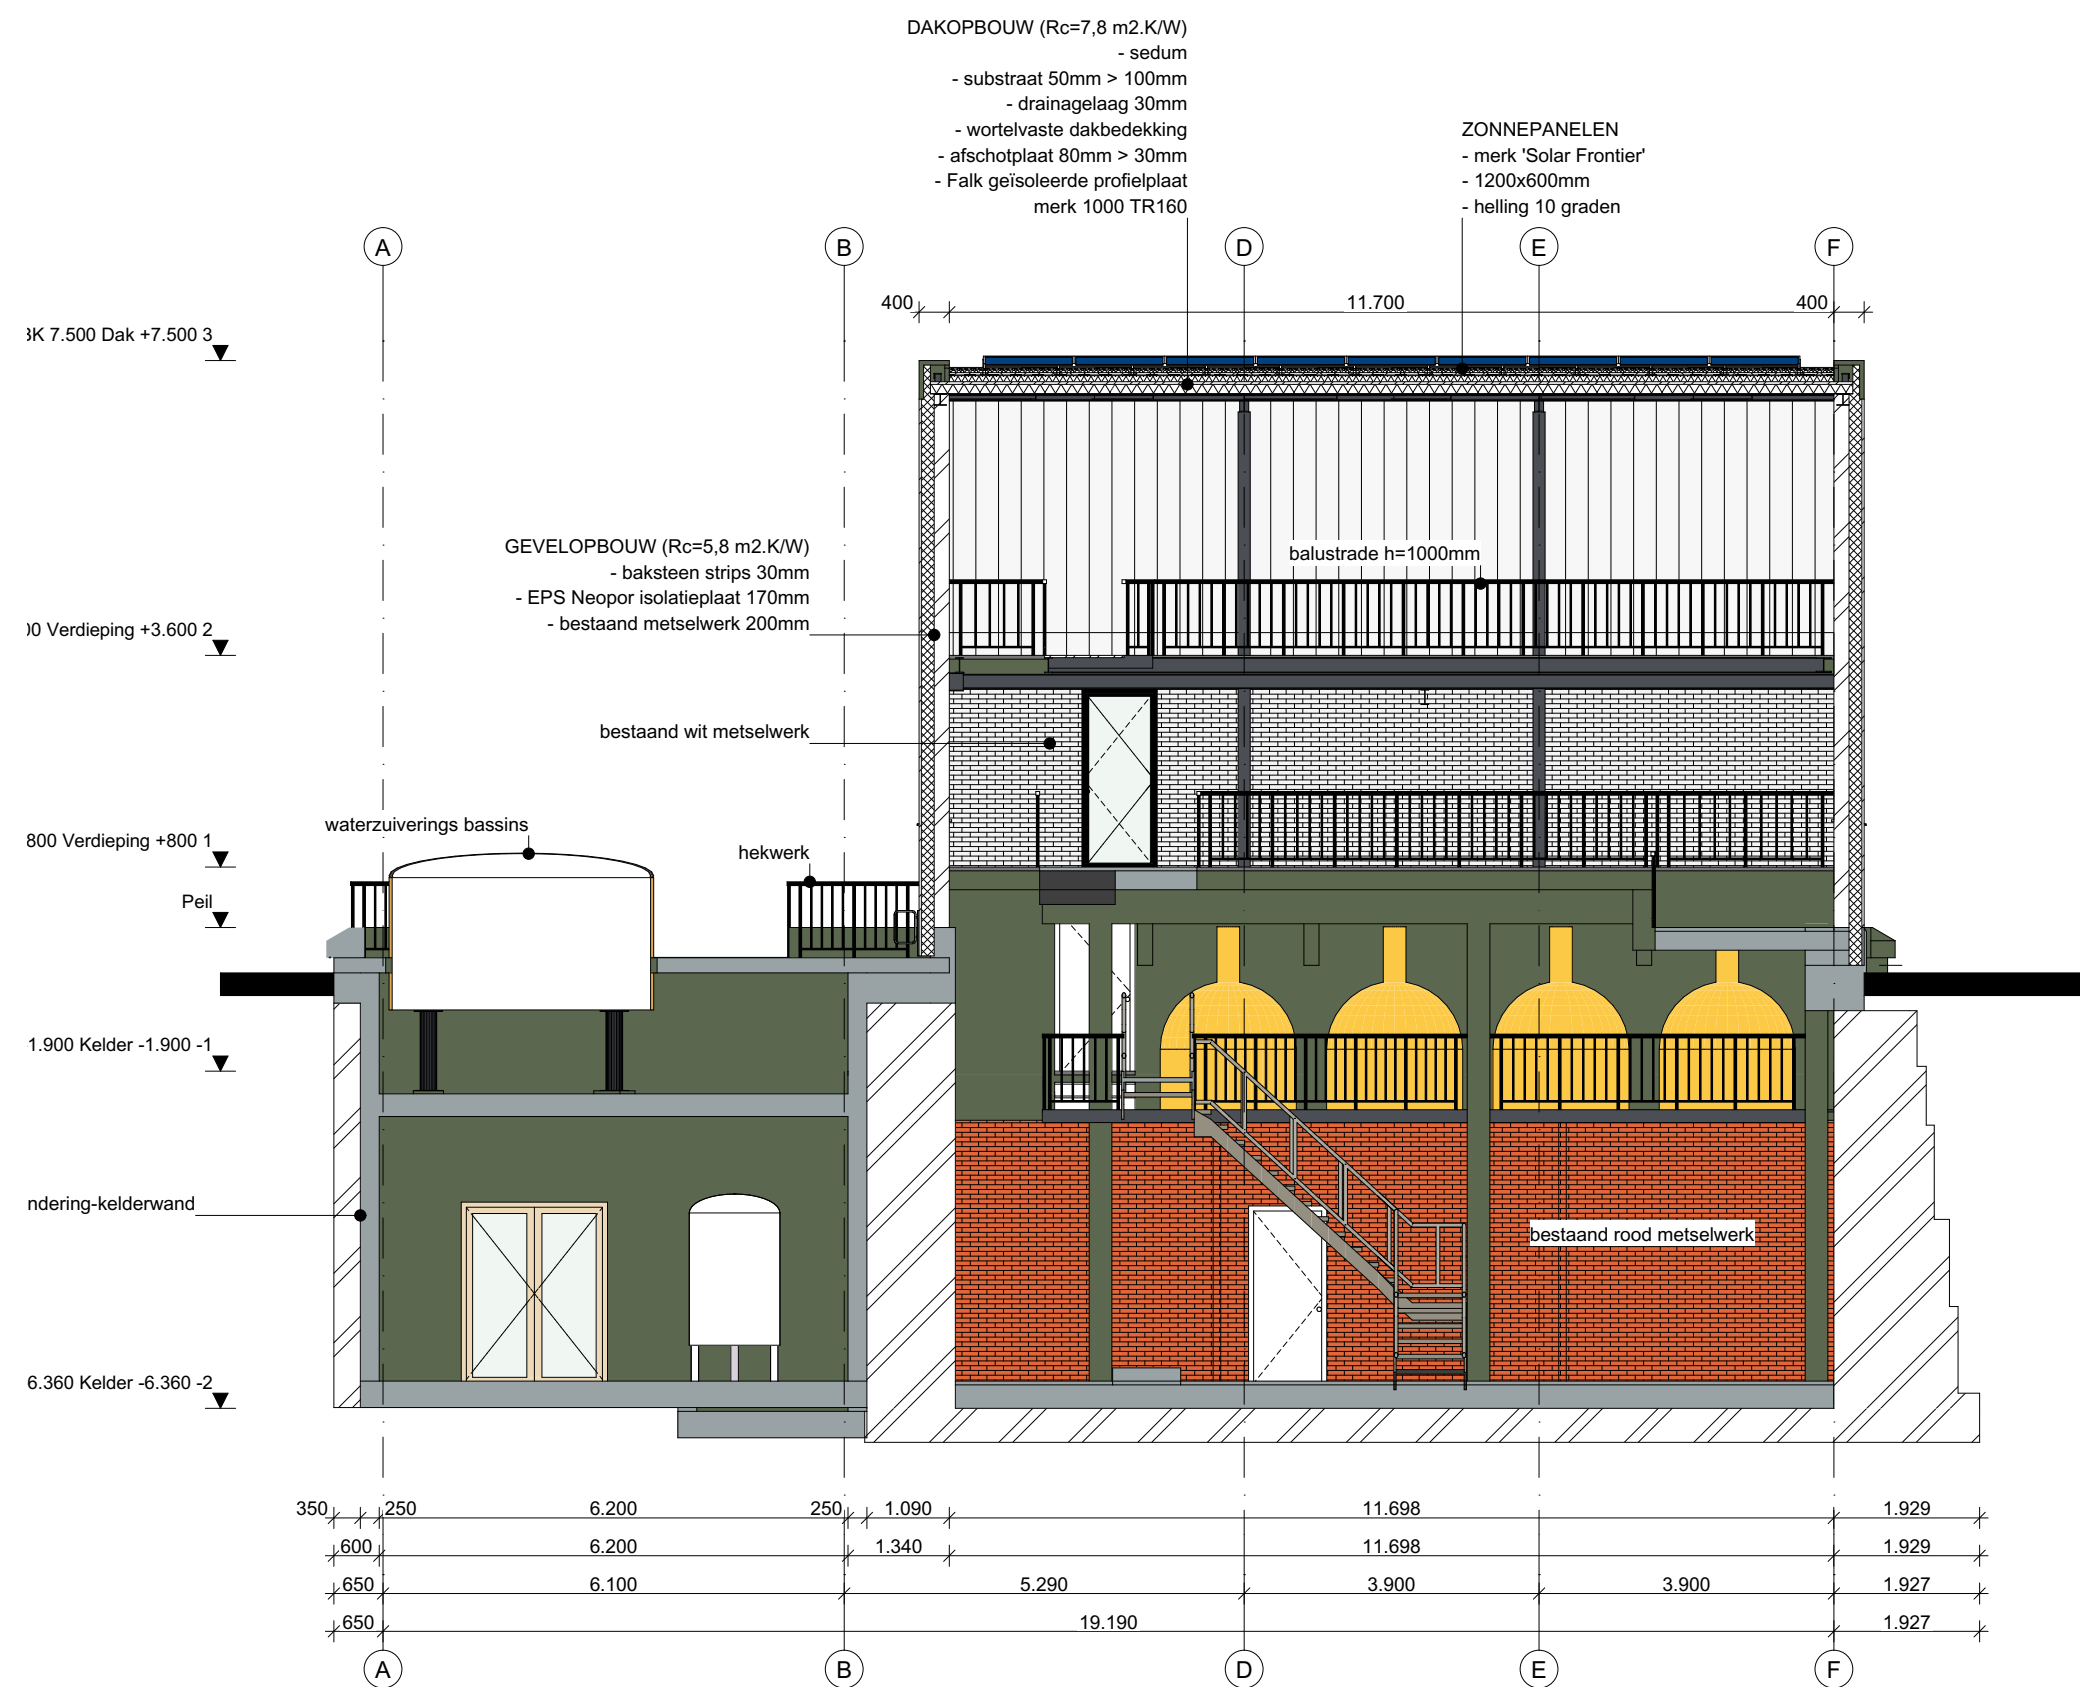 DAKOPBOUW (Rc=7,8 m2.K/W)
- sedum
- substraat 50mm > 100mm
- drainagelaag 30mm
- wortelvaste dakbedekking
- afschotplaat 80mm > 30mm
- Falk geïsoleerde profielplaat
merk 1000 TR160
ZONNEPANELEN
- merk 'Solar Frontier'
- 1200x600mm
- helling 10 graden
A
B
D
E
F
400
11.700
400
7.500 Dak +7.500 3
GEVELOPBOUW (Rc=5,8 m2.K/W)
- baksteen strips 30mm
- EPS Neopor isolatieplaat 170mm
- bestaand metselwerk 200mm
balustrade h=1000mm
Verdieping +3.600 2
bestaand wit metselwerk
waterzuiverings bassins
800 Verdieping +800 1
hekwerk
Peil
1.900 Kelder -1.900 -1
ndering-kelderwand
bestaand rood metselwerk
6.360 Kelder -6.360 -2
350
250
6.200
250
1.090
11.698
1.929
600
6.200
1.340
11.698
1.929
650
6.100
5.290
3.900
3.900
1.927
650
19.190
1.927
A
B
D
E
F